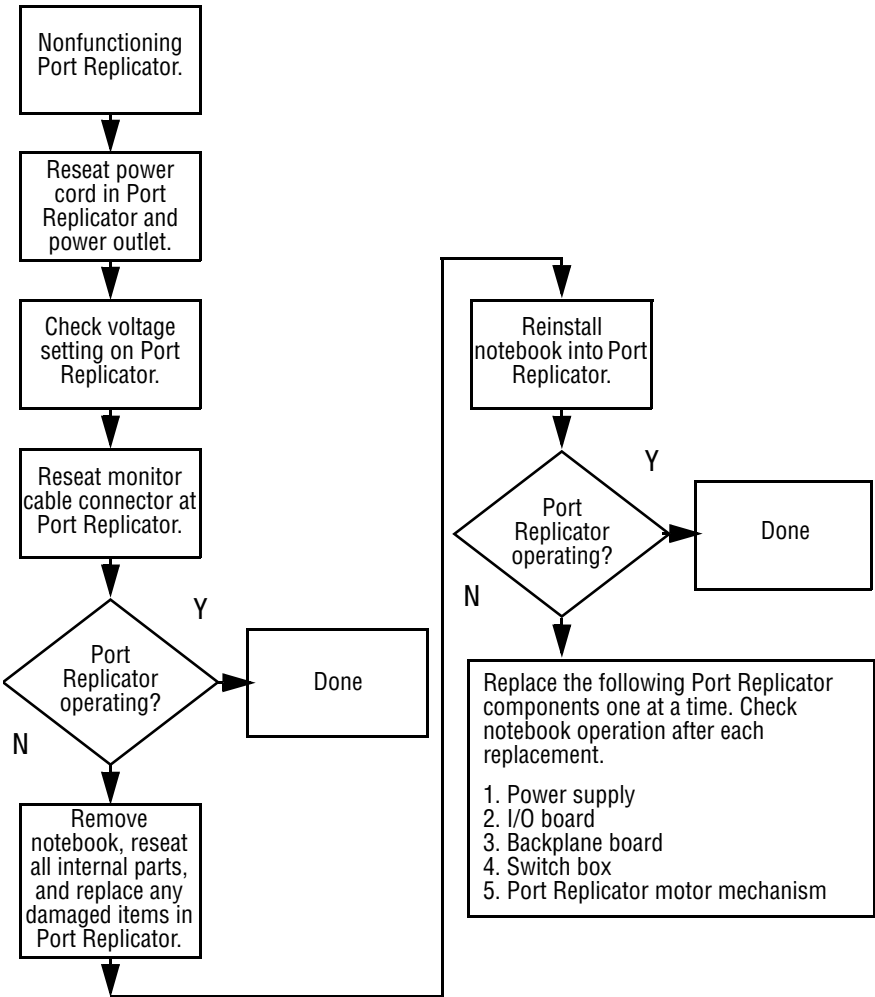 Nonfunctioning
Port Replicator.
Reseat power
cord in Port
Replicator and
power outlet.
Check voltage
setting on Port
Replicator.
Reseat monitor
cable connector at
Port Replicator.
Port
Replicator
operating?
Y
Done
N
Remove
notebook, reseat
all internal parts,
and replace any
damaged items in
Port Replicator.
Reinstall
notebook into Port
Replicator.
Port
Replicator
operating?
Y
Done
N
Replace the following Port Replicator
components one at a time. Check
notebook operation after each
replacement.
1. Power supply
2. I/O board
3. Backplane board
4. Switch box
5. Port Replicator motor mechanism